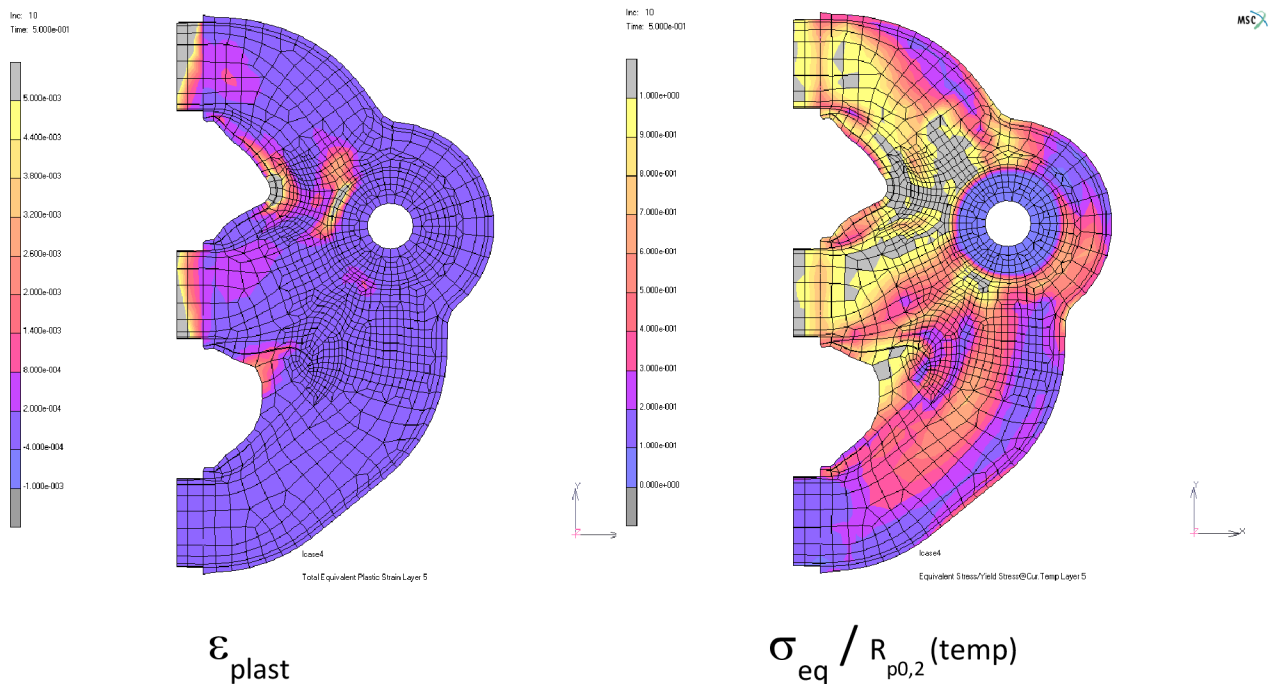 Inc: 10
Time: 5.000e-001
5.000e-003
4.400e-003
3.800e-003
3.200e-003
2.600e-003
2.000e-003
1.400e-003
8.000e-004
2.000e-004
-4.000e-004
-1.000e-003
Y
Z
lcase4
Total Equivalent Plastic Strain Layer 5
Inc: 10
Time: 5.000e-001
MSC
1.000e+000
9.000e-001
8.000e-001
7.000e-001
6.000e-001
5.000e-001
4.000e-001
3.000e-001
2.000e-001
1.000e-001
0.000e+000
Y
Z
X
lcase4
Equivalent Stress/Yield Stress@Cur.Temp Layer 5
εplast
σeq / Rp0,2 (temp)